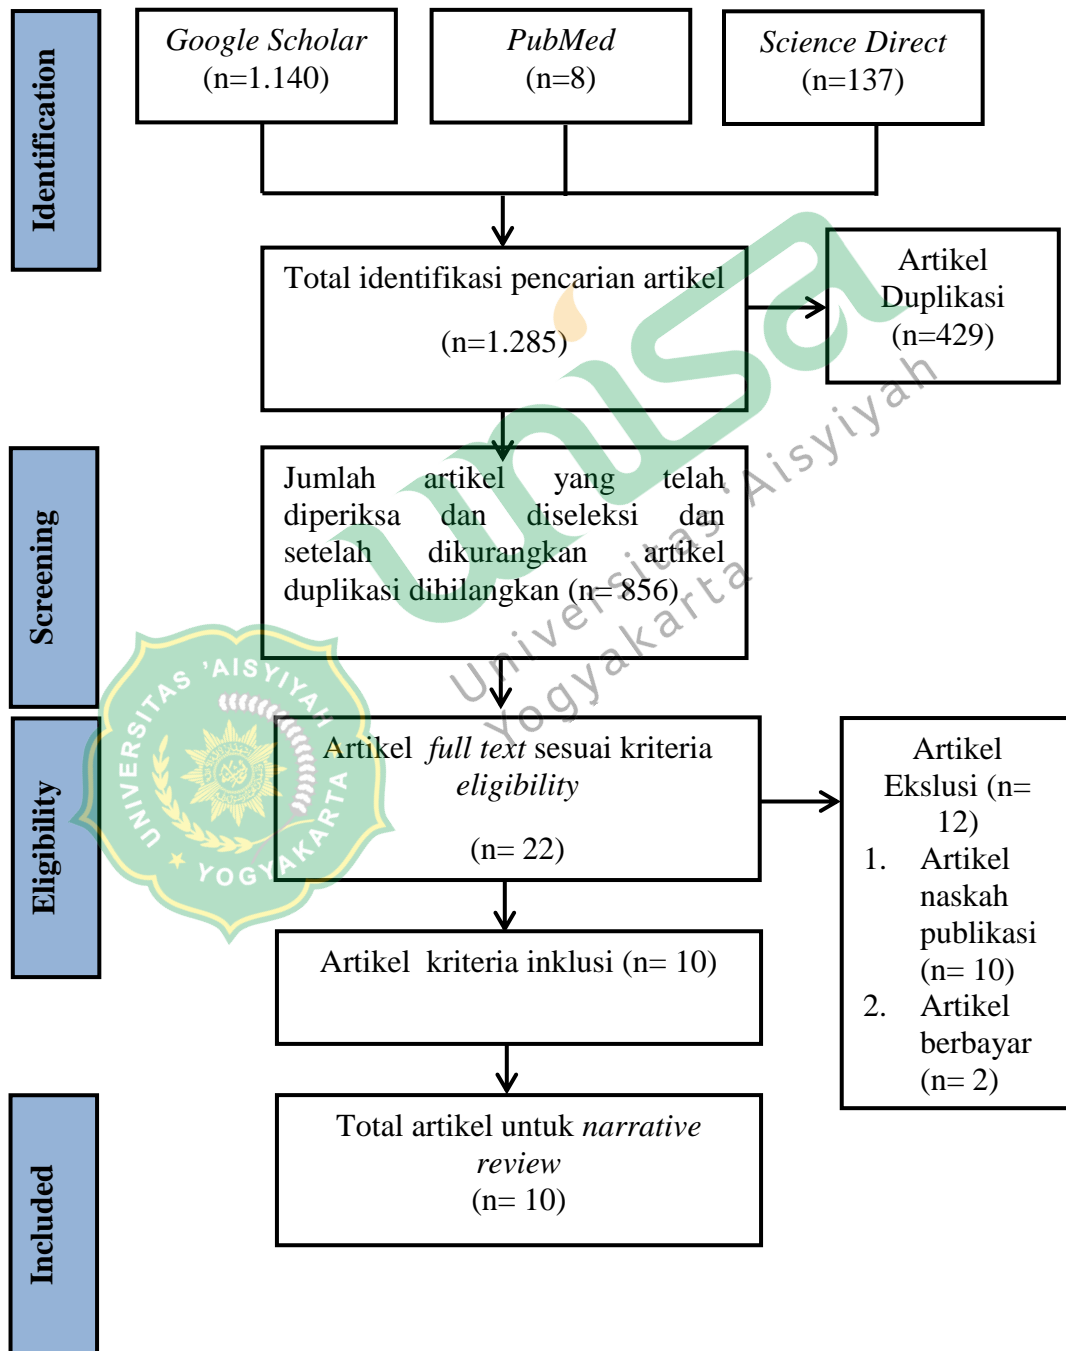 Identification
Google Scholar
(n=1.140)
PubMed
(n=8)
Science Direct
(n=137)
Total identifikasi pencarian artikel
(n=1.285)
Artikel
Duplikasi
(n=429)
Screening
Jumlah artikel yang telah
diperiksa dan diseleksi dan
setelah dikurangkan artikel
duplikasi dihilangkan (n= 856)
Eligibility
Artikel full text sesuai kriteria
eligibility
(n= 22)
Artikel
Ekslusi (n=
12)
1. Artikel
naskah
publikasi
(n= 10)
2. Artikel
berbayar
(n= 2)
Artikel kriteria inklusi (n= 10)
Included
Total artikel untuk narrative
review
(n= 10)
unisa
Universitas 'Aisyiyah
Yogyakarta
UNIVERSITAS 'AISYIYAH
YOGYAKARTA